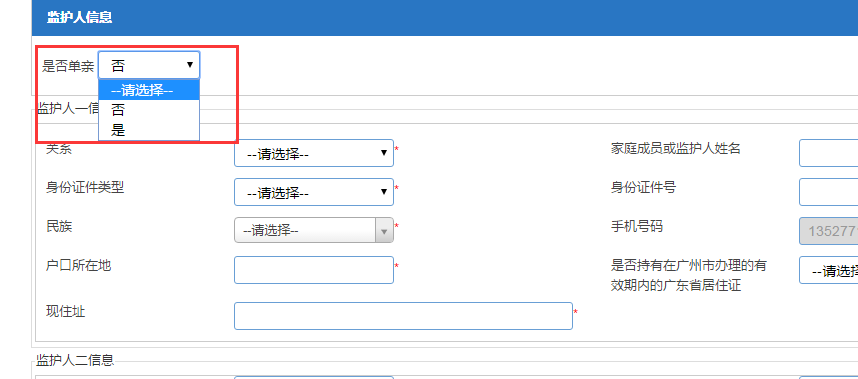 监护人信息
是否单亲 否
--请选择--
否
是
监护人一信
关系 --请选择-- * 家庭成员或监护人姓名
身份证件类型 --请选择-- * 身份证件号
民族 --请选择-- * 手机号码 135277
户口所在地 * 是否持有在广州市办理的有
效期内的广东省居住证 --请选
现住址 *
监护人二信息